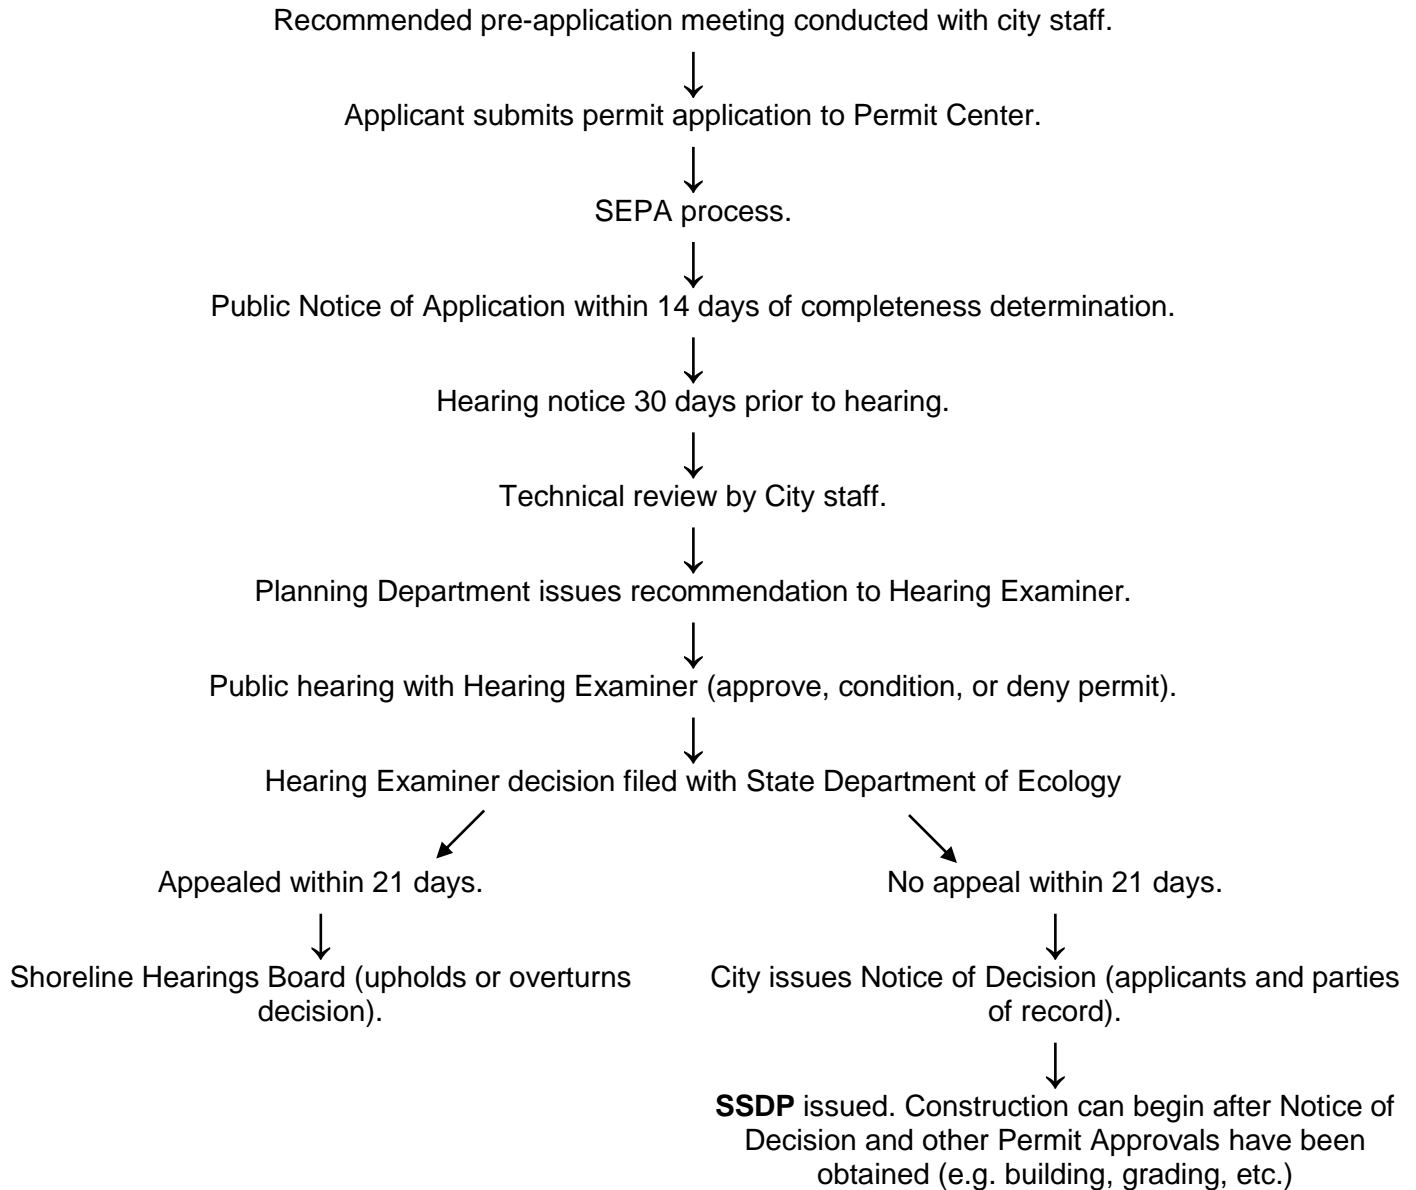 Recommended pre-application meeting conducted with city staff.
Applicant submits permit application to Permit Center.
SEPA process.
Public Notice of Application within 14 days of completeness determination.
Hearing notice 30 days prior to hearing.
Technical review by City staff.
Planning Department issues recommendation to Hearing Examiner.
Public hearing with Hearing Examiner (approve, condition, or deny permit).
Hearing Examiner decision filed with State Department of Ecology
Appealed within 21 days.
Shoreline Hearings Board (upholds or overturns
decision).
No appeal within 21 days.
City issues Notice of Decision (applicants and parties
of record).
SSDP issued. Construction can begin after Notice of
Decision and other Permit Approvals have been
obtained (e.g. building, grading, etc.)